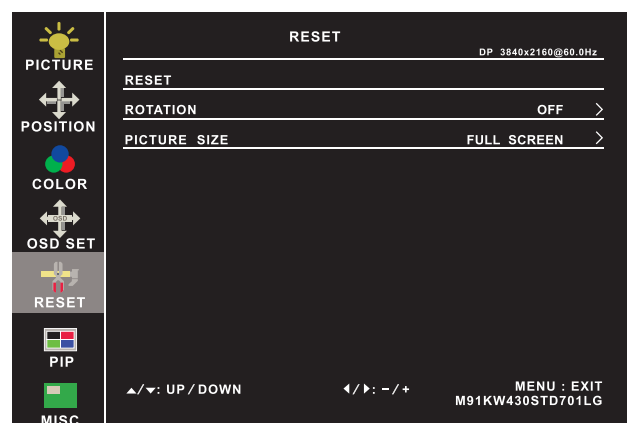 RESET
DP 3840x2160@60.0Hz
PICTURE
RESET
ROTATION OFF >
POSITION
PICTURE SIZE FULL SCREEN >
COLOR
OSD
OSD SET
RESET
PIP
▲/▼: UP/DOWN ◀/▶: -/+ MENU : EXIT
M91KW430STD701LG
MISC